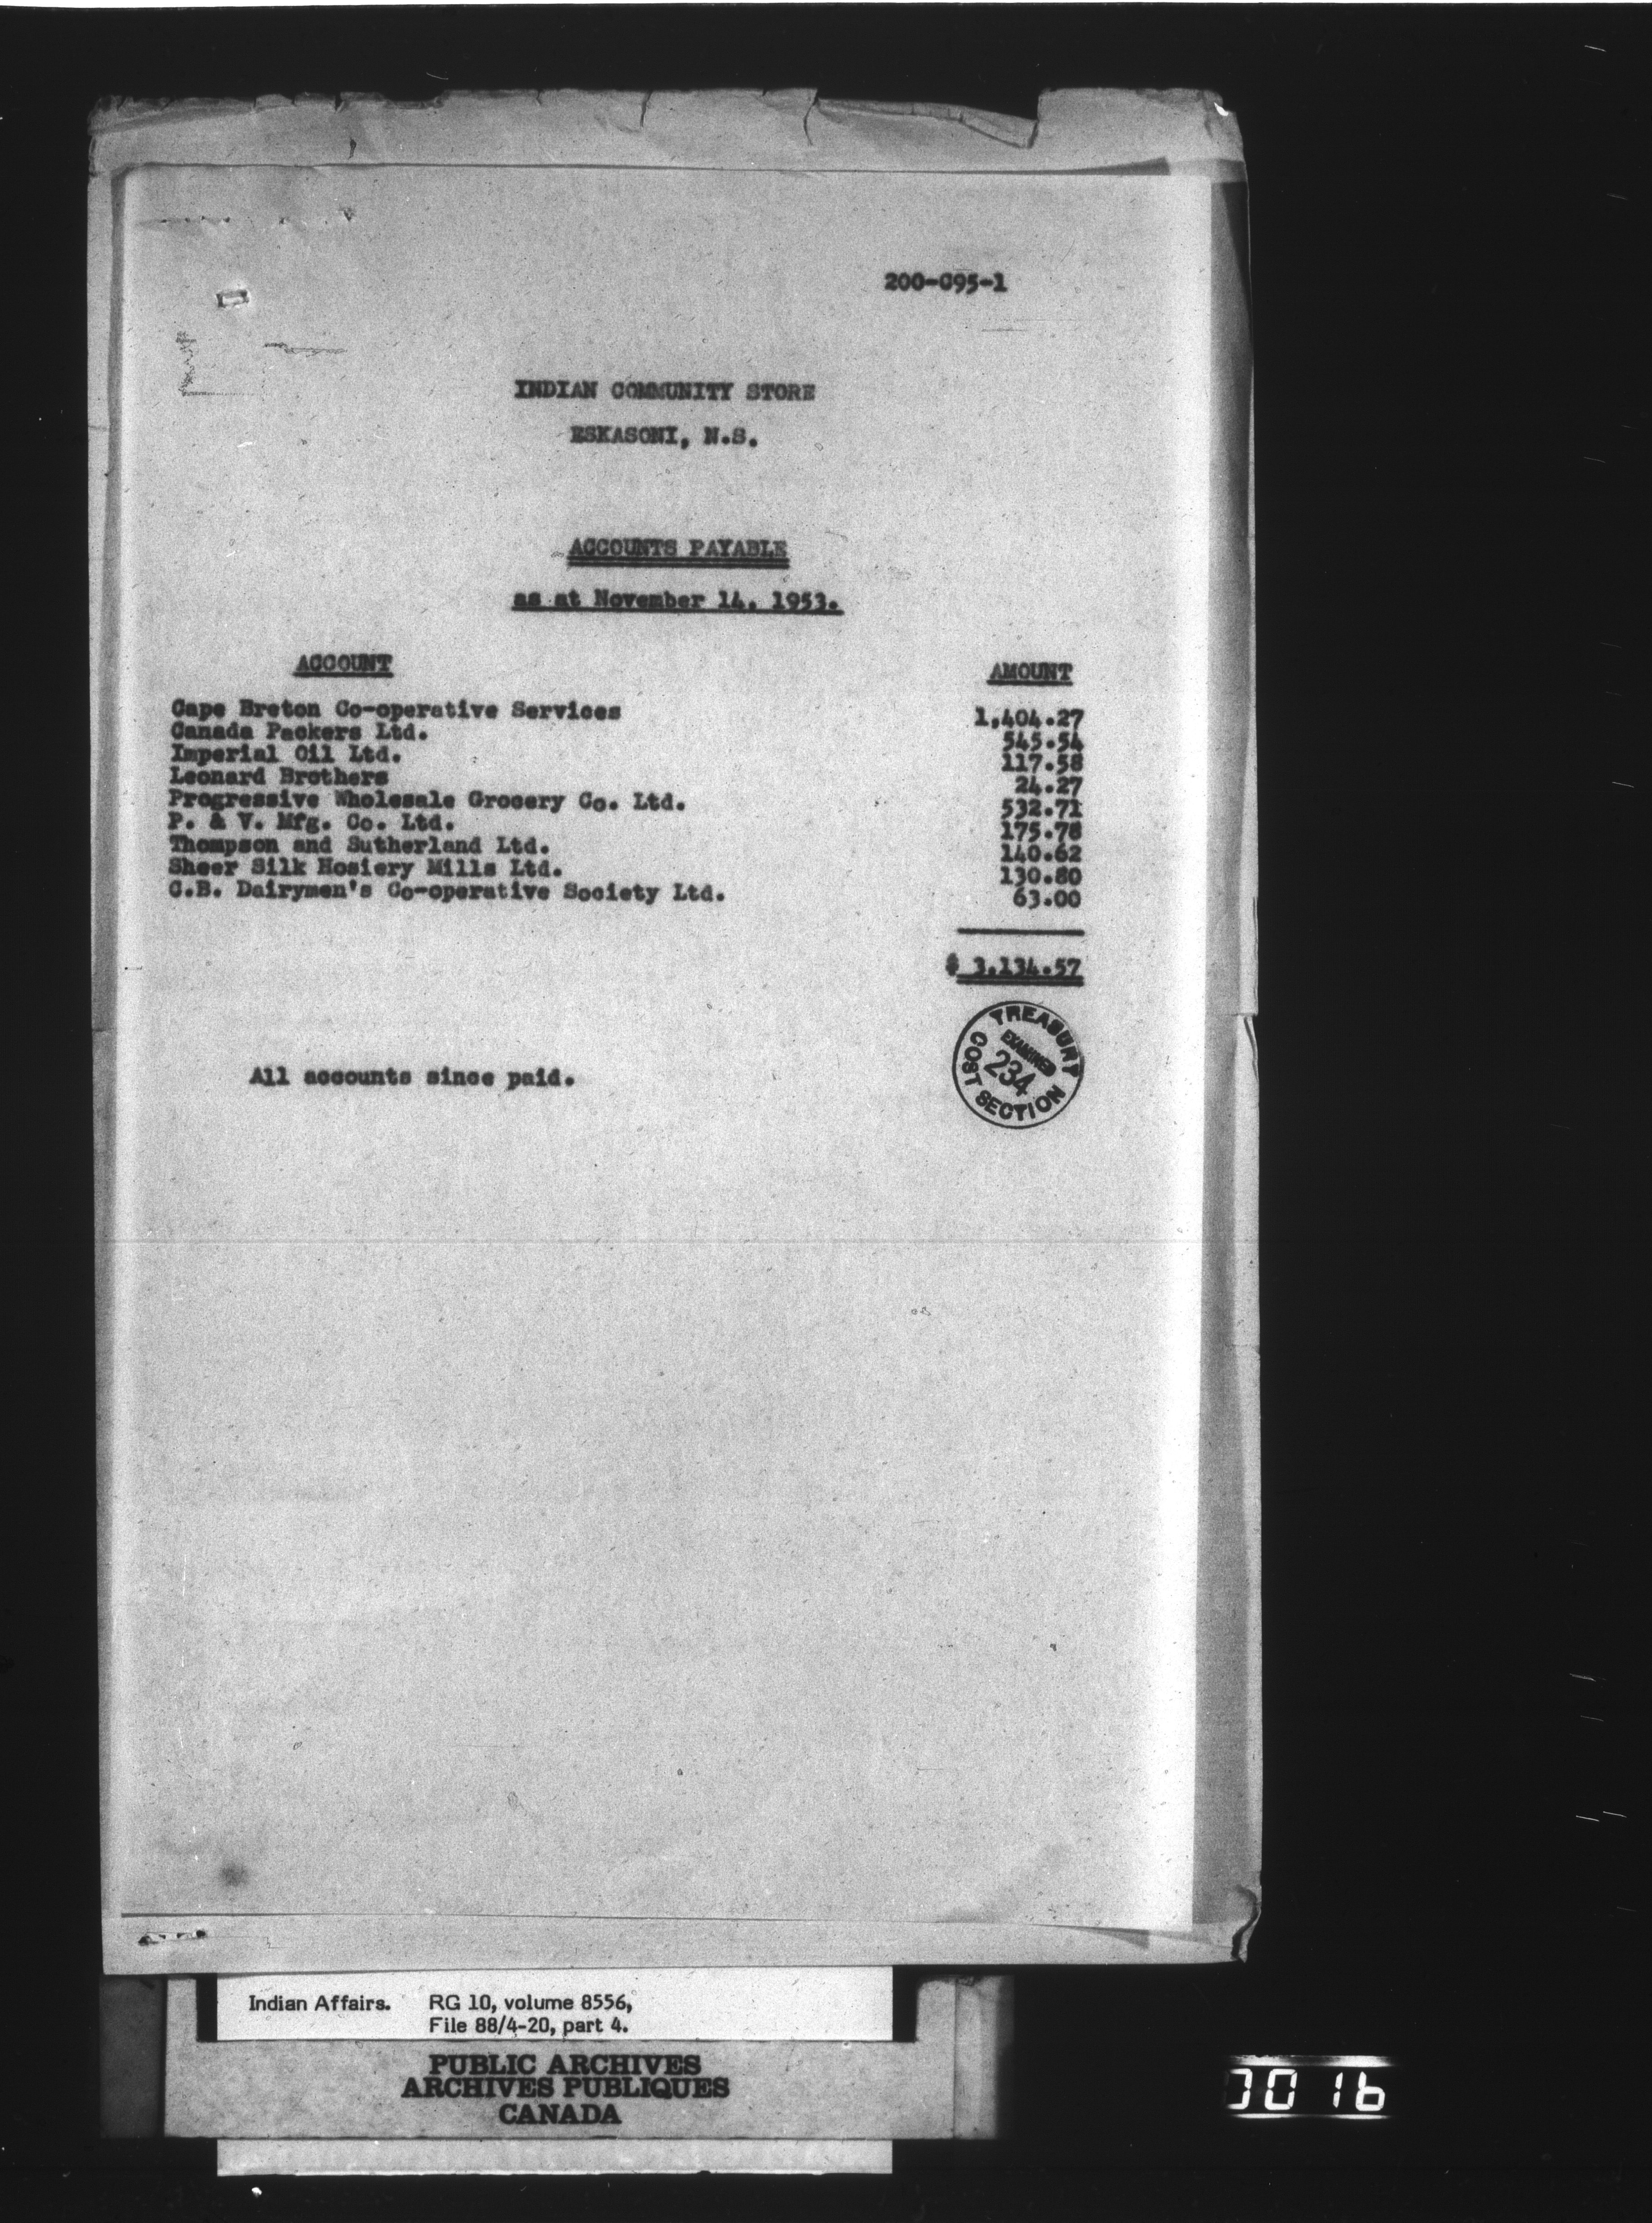 200-C95-1
INDIAN COMMUNITY STORE
ESKASONI, N.S.
ACCOUNTS PAYABLE
as at November 14, 1953.
ACCOUNT AMOUNT
Cape Breton Co-operative Services 1,404.27
Canada Packers Ltd. 545.54
Imperial Oil Ltd. 117.58
Leonard Brothers 24.27
Progressive Wholesale Grocery Co. Ltd. 532.71
P. & V. Mfg. Co. Ltd. 175.78
Thompson and Sutherland Ltd. 140.62
Sheer Silk Hosiery Mills Ltd. 130.80
C.B. Dairymen's Co-operative Society Ltd. 63.00
$ 3,134.57
TREASURY
EXAMINED
234
COST SECTION
All accounts since paid.
Indian Affairs. RG 10, volume 8556,
File 88/4-20, part 4.
PUBLIC ARCHIVES
ARCHIVES PUBLIQUES
CANADA
0016